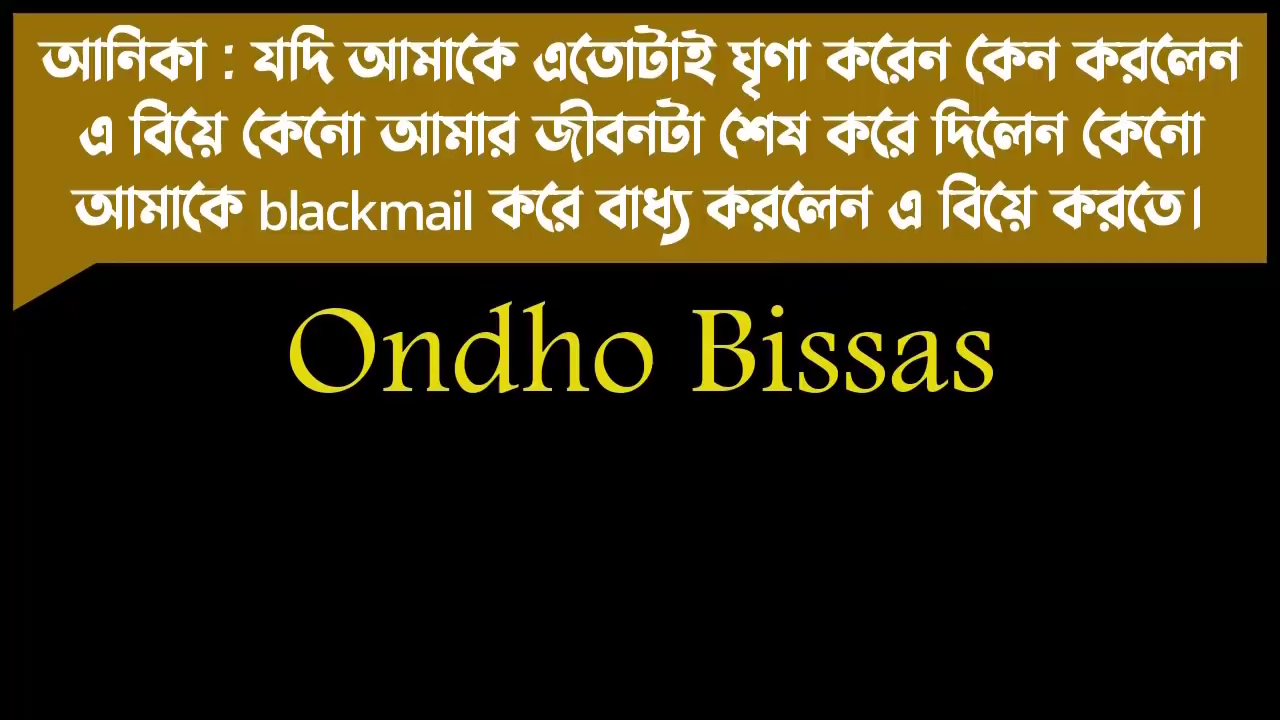 আনিকা : যদি আমাকে এতোটাই ঘৃণা করেন কেন করলেন
এ বিয়ে কেনো আমার জীবনটা শেষ করে দিলেন কেনো
আমাকে blackmail করে বাধ্য করলেন এ বিয়ে করতে।
Ondho Bissas